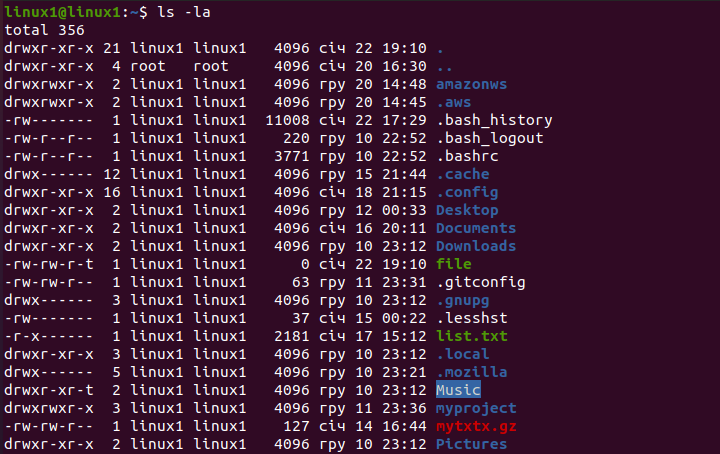 linux1@linux1:~$ ls -la
total 356
drwxr-xr-x 21 linux1 linux1 4096 січ 22 19:10 .
drwxr-xr-x 4 root root 4096 січ 20 16:30 ..
drwxrwxr-x 2 linux1 linux1 4096 гру 20 14:48 amazonws
drwxrwxr-x 2 linux1 linux1 4096 гру 20 14:45 .aws
-rw------- 1 linux1 linux1 11008 січ 22 17:29 .bash_history
-rw-r--r-- 1 linux1 linux1 220 гру 10 22:52 .bash_logout
-rw-r--r-- 1 linux1 linux1 3771 гру 10 22:52 .bashrc
drwx------ 12 linux1 linux1 4096 гру 15 21:44 .cache
drwxr-xr-x 16 linux1 linux1 4096 січ 18 21:15 .config
drwxr-xr-x 2 linux1 linux1 4096 гру 12 00:33 Desktop
drwxr-xr-x 2 linux1 linux1 4096 січ 16 20:11 Documents
drwxr-xr-x 2 linux1 linux1 4096 гру 10 23:12 Downloads
-rw-rw-r-t 1 linux1 linux1 0 січ 22 19:10 file
-rw-rw-r-- 1 linux1 linux1 63 гру 11 23:31 .gitconfig
drwx------ 3 linux1 linux1 4096 гру 10 23:12 .gnupg
-rw------- 1 linux1 linux1 37 січ 15 00:22 .lesshst
-r-x------ 1 linux1 linux1 2181 січ 17 15:12 list.txt
drwxr-xr-x 3 linux1 linux1 4096 гру 10 23:12 .local
drwx------ 5 linux1 linux1 4096 гру 10 23:21 .mozilla
drwxr-xr-t 2 linux1 linux1 4096 гру 10 23:12 Music
drwxrwxr-x 3 linux1 linux1 4096 гру 11 23:36 myproject
-rw-rw-r-- 1 linux1 linux1 127 січ 14 16:44 mytxtx.gz
drwxr-xr-x 2 linux1 linux1 4096 гру 10 23:12 Pictures